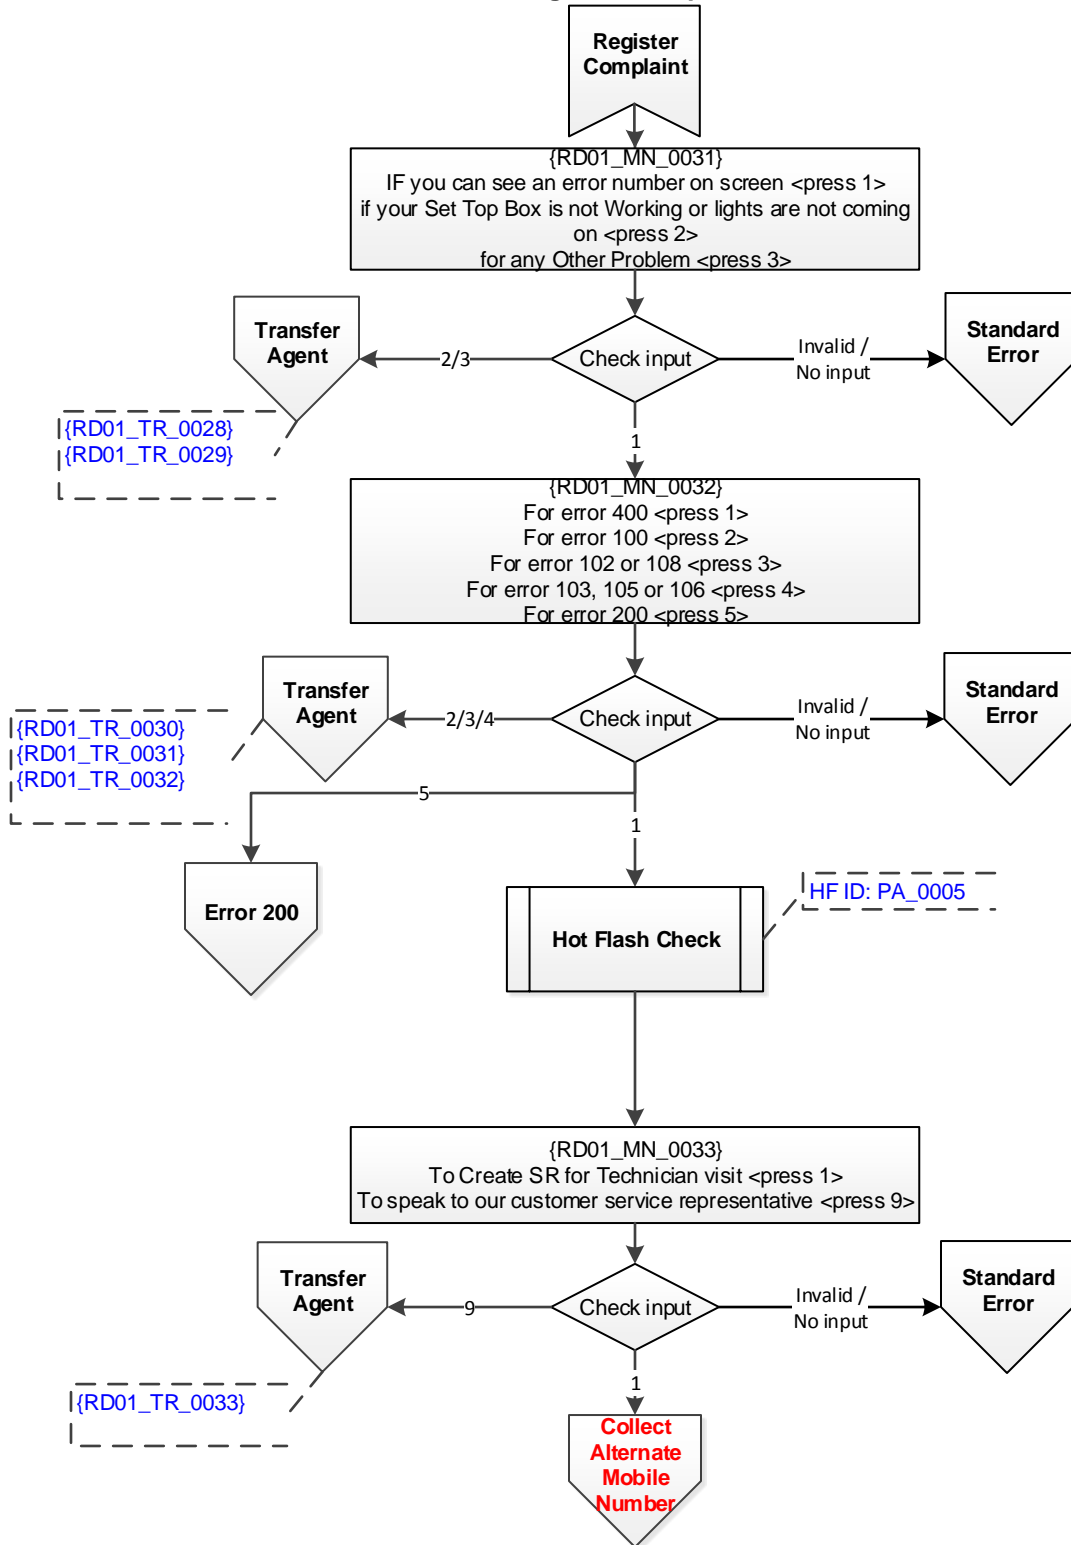 Register
Complaint
{RD01_MN_0031}
IF you can see an error number on screen <press 1>
if your Set Top Box is not Working or lights are not coming
on <press 2>
for any Other Problem <press 3>
Transfer
Agent
2/3
Check input
Invalid /
No input
Standard
Error
{RD01_TR_0028}
{RD01_TR_0029}
1
{RD01_MN_0032}
For error 400 <press 1>
For error 100 <press 2>
For error 102 or 108 <press 3>
For error 103, 105 or 106 <press 4>
For error 200 <press 5>
Transfer
Agent
2/3/4
Check input
Invalid /
No input
Standard
Error
{RD01_TR_0030}
{RD01_TR_0031}
{RD01_TR_0032}
5
1
Error 200
HF ID: PA_0005
Hot Flash Check
{RD01_MN_0033}
To Create SR for Technician visit <press 1>
To speak to our customer service representative <press 9>
Transfer
Agent
9
Check input
Invalid /
No input
Standard
Error
{RD01_TR_0033}
1
Collect
Alternate
Mobile
Number